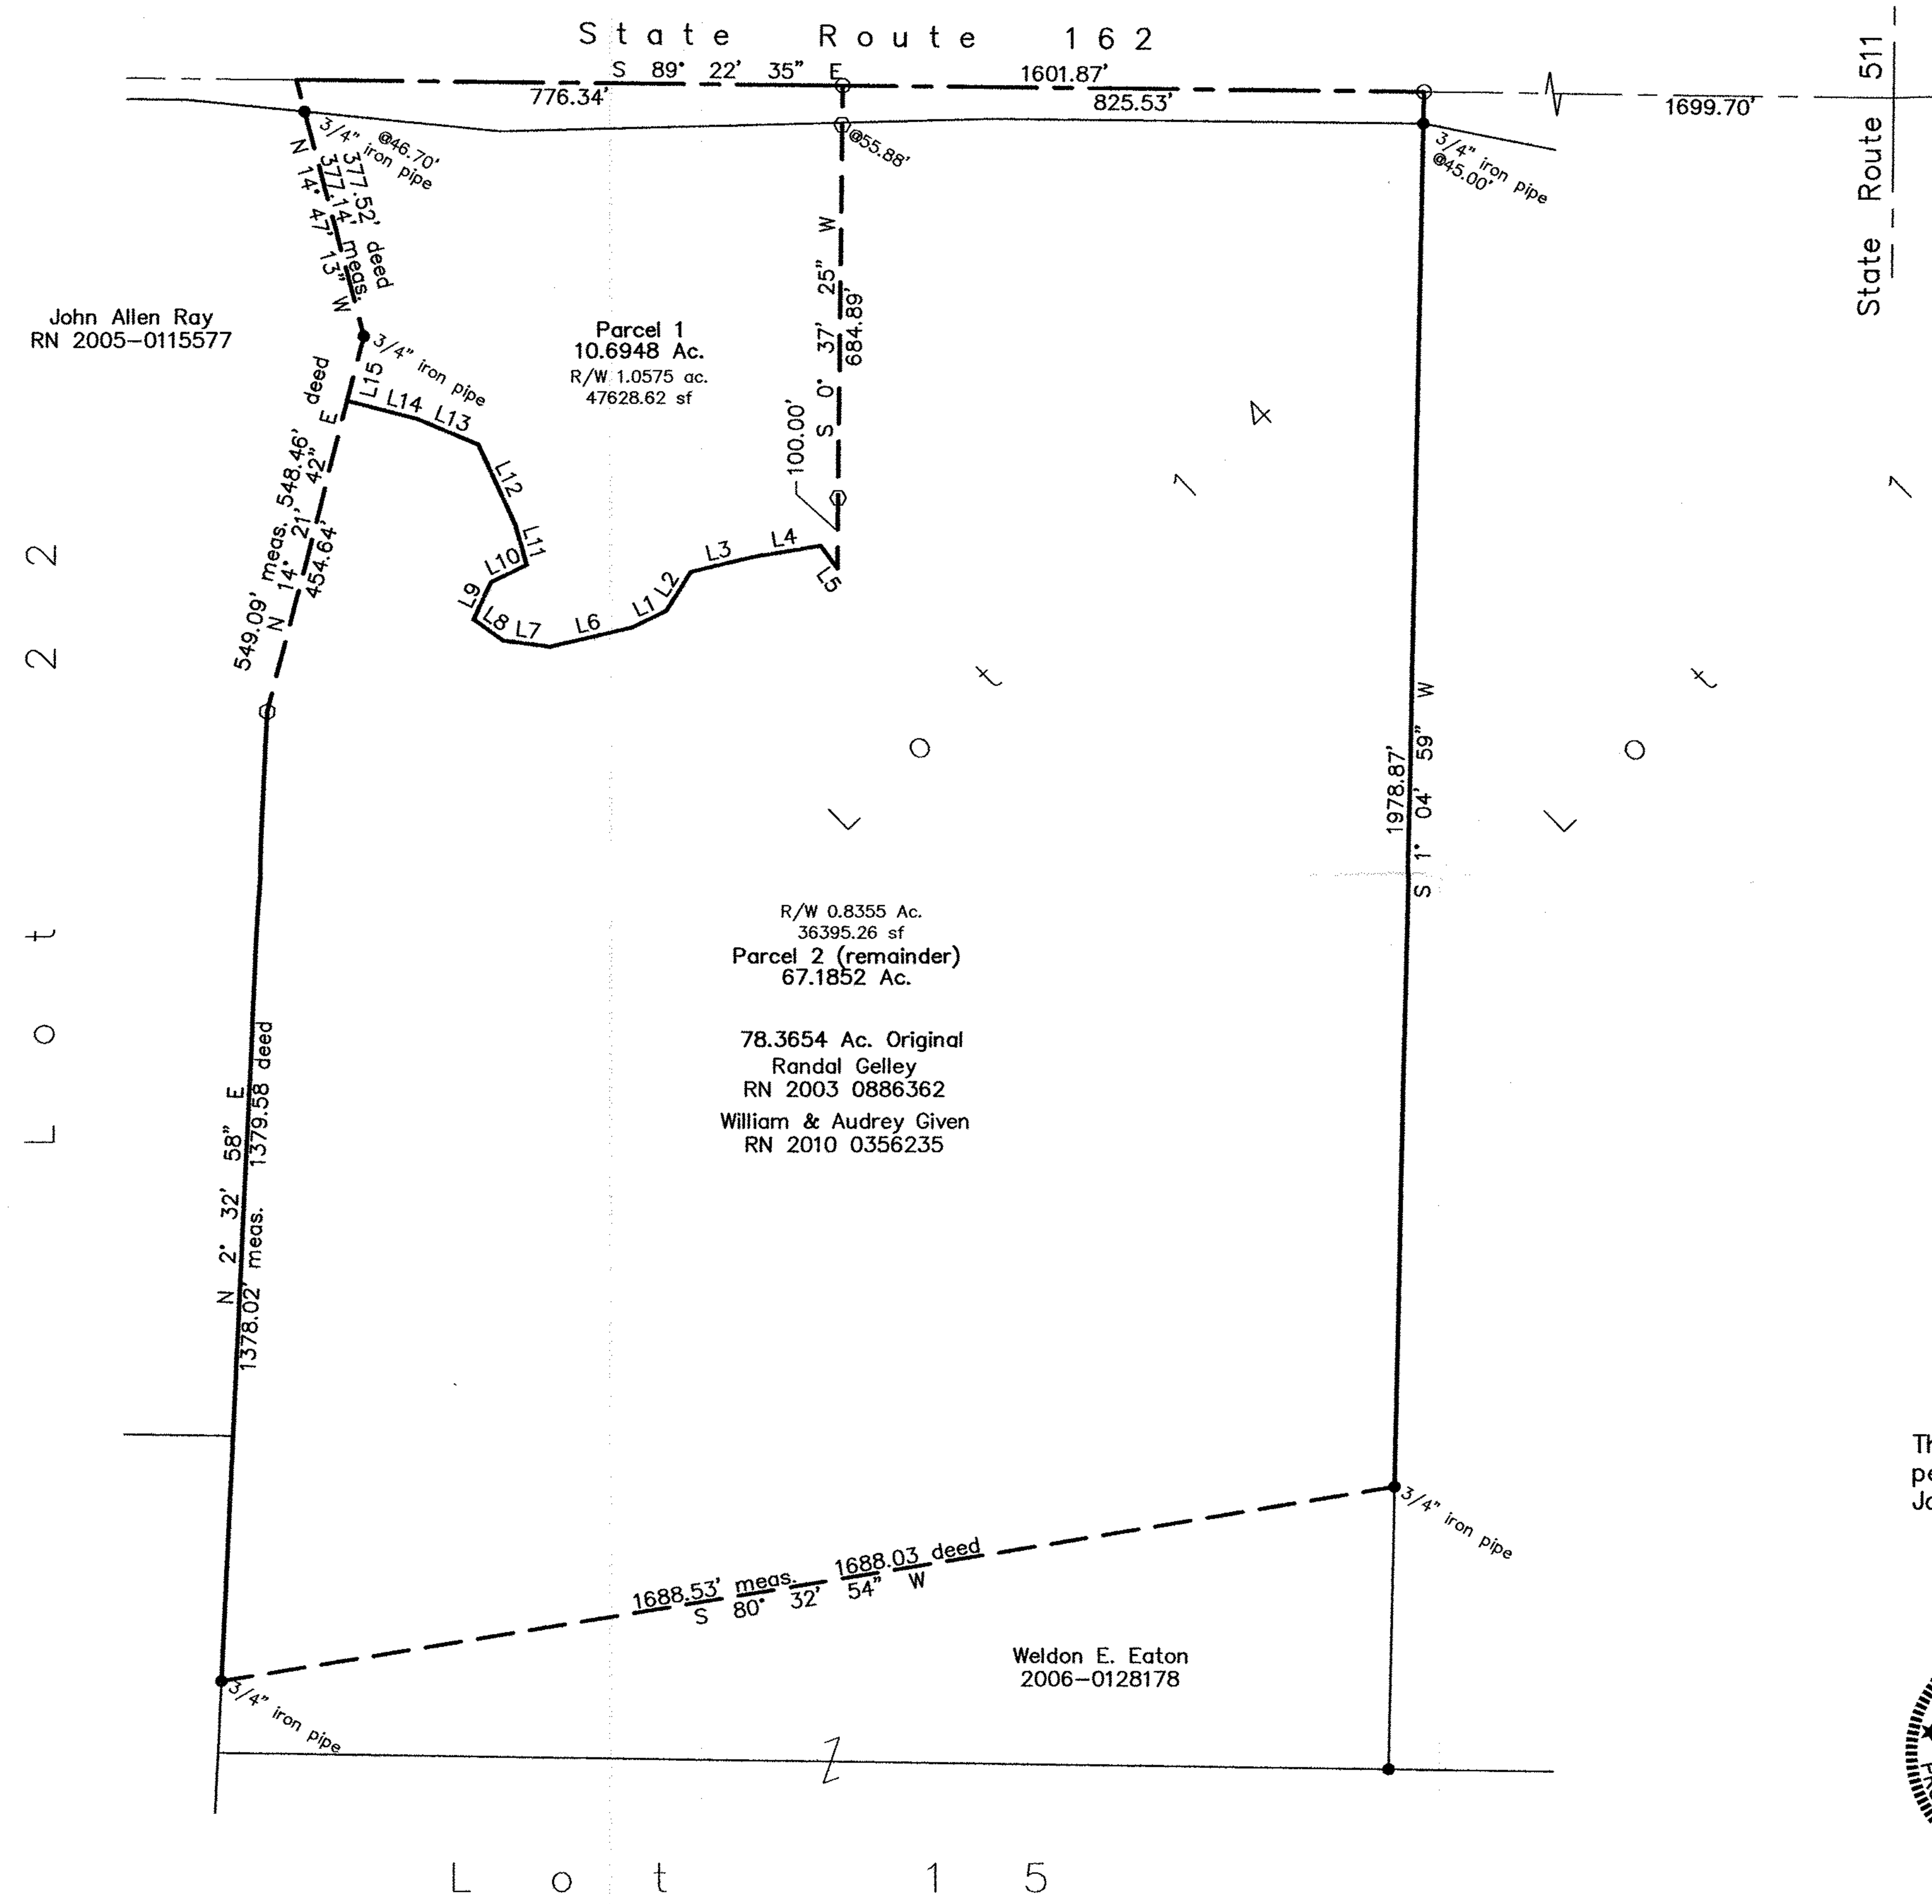 State Route 162
S 89° 22' 35" E
1601.87'
776.34'
825.53'
1699.70'
State Route 511
3/4" iron pipe
@46.70'
@55.88'
3/4" iron pipe
@45.00'
N 14° 47' 13" W
377.14' meas.
377.52' deed
John Allen Ray
RN 2005-0115577
3/4" iron pipe
Parcel 1
10.6948 Ac.
R/W 1.0575 ac.
47628.62 sf
S 0° 37' 25" W
684.89'
100.00'
L15
L14
L13
L12
L11
L10
L9
L8
L7
L6
L1
L2
L3
L4
L5
549.09' meas. 548.46' deed
N 14° 21' 42" E
454.64'
Lot 22
Lot 14
Lot 1
1978.87'
S 1° 04' 59" W
R/W 0.8355 Ac.
36395.26 sf
Parcel 2 (remainder)
67.1852 Ac.
78.3654 Ac. Original
Randal Gelley
RN 2003 0886362
William & Audrey Given
RN 2010 0356235
N 2° 32' 58" E
1378.02' meas. 1379.58 deed
1688.53' meas. 1688.03 deed
S 80° 32' 54" W
3/4" iron pipe
3/4" iron pipe
Weldon E. Eaton
2006-0128178
Lot 15